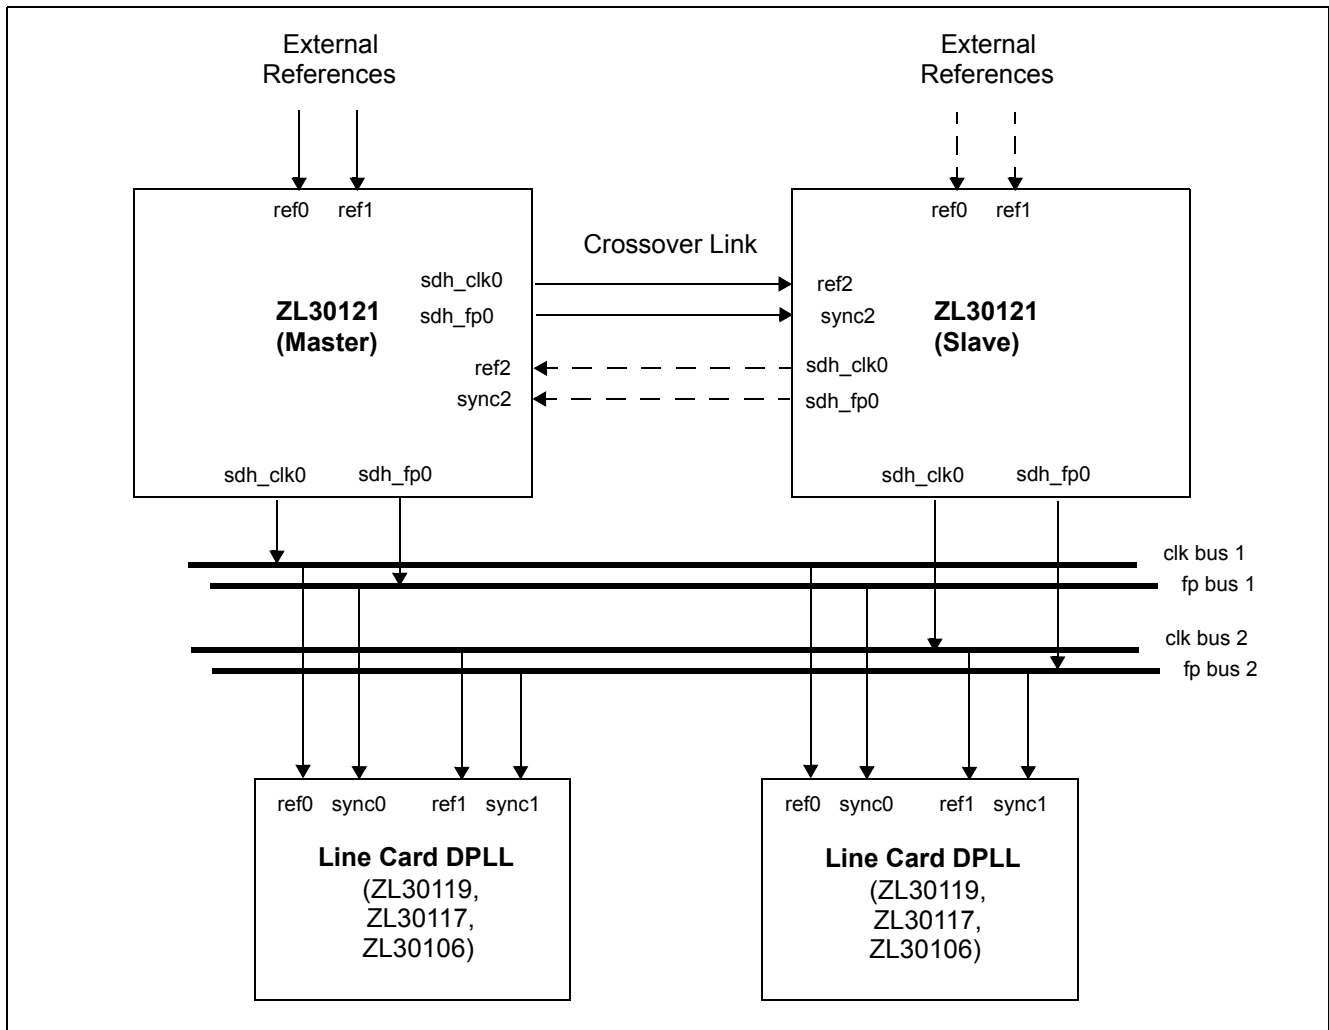 External
References
External
References
ref0 ref1
ref0 ref1
Crossover Link
sdh_clk0
ref2
ZL30121
(Master)
sdh_fp0
sync2
ZL30121
(Slave)
ref2
sdh_clk0
sync2
sdh_fp0
sdh_clk0 sdh_fp0
sdh_clk0 sdh_fp0
clk bus 1
fp bus 1
clk bus 2
fp bus 2
ref0 sync0 ref1 sync1
Line Card DPLL
(ZL30119,
ZL30117,
ZL30106)
ref0 sync0 ref1 sync1
Line Card DPLL
(ZL30119,
ZL30117,
ZL30106)